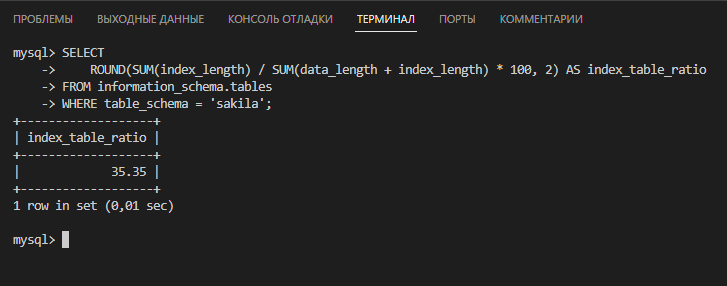 ПРОБЛЕМЫ ВЫХОДНЫЕ ДАННЫЕ КОНСОЛЬ ОТЛАДКИ ТЕРМИНАЛ ПОРТЫ КОММЕНТАРИИ
mysql> SELECT
    ->     ROUND(SUM(index_length) / SUM(data_length + index_length) * 100, 2) AS index_table_ratio
    -> FROM information_schema.tables
    -> WHERE table_schema = 'sakila';
+-------------------+
| index_table_ratio |
+-------------------+
|             35.35 |
+-------------------+
1 row in set (0,01 sec)
mysql>